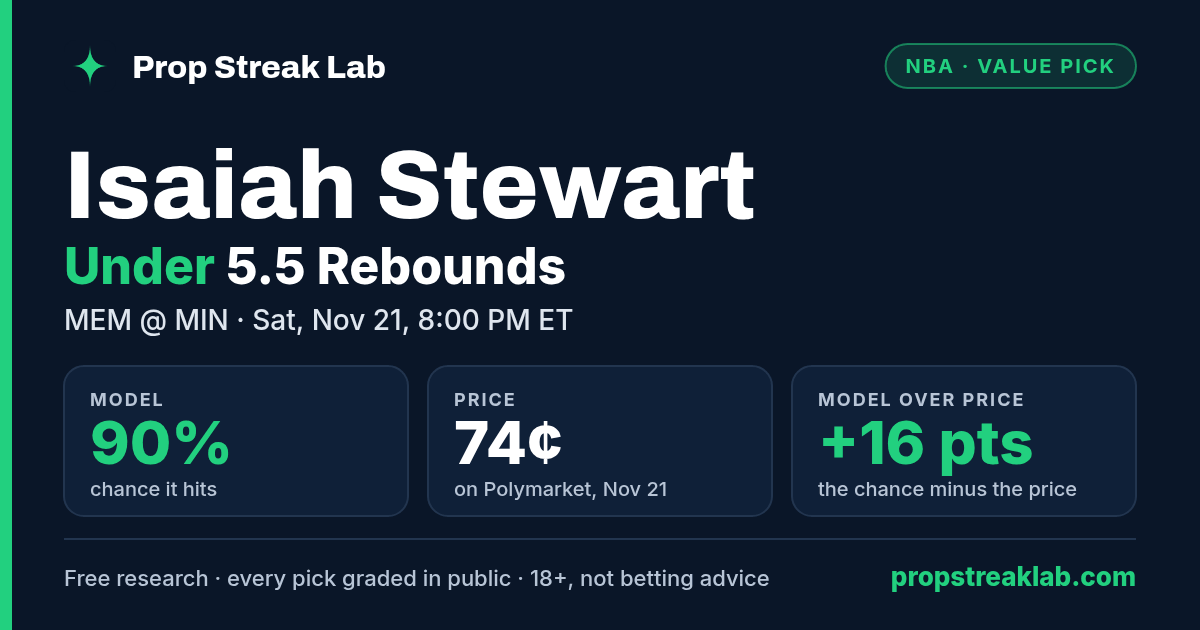 Prop Streak Lab
NBA · VALUE PICK
Isaiah Stewart
Under 5.5 Rebounds
MEM @ MIN · Sat, Nov 21, 8:00 PM ET
MODEL
90%
chance it hits
PRICE
74¢
on Polymarket, Nov 21
MODEL OVER PRICE
+16 pts
the chance minus the price
Free research · every pick graded in public · 18+, not betting advice
propstreaklab.com